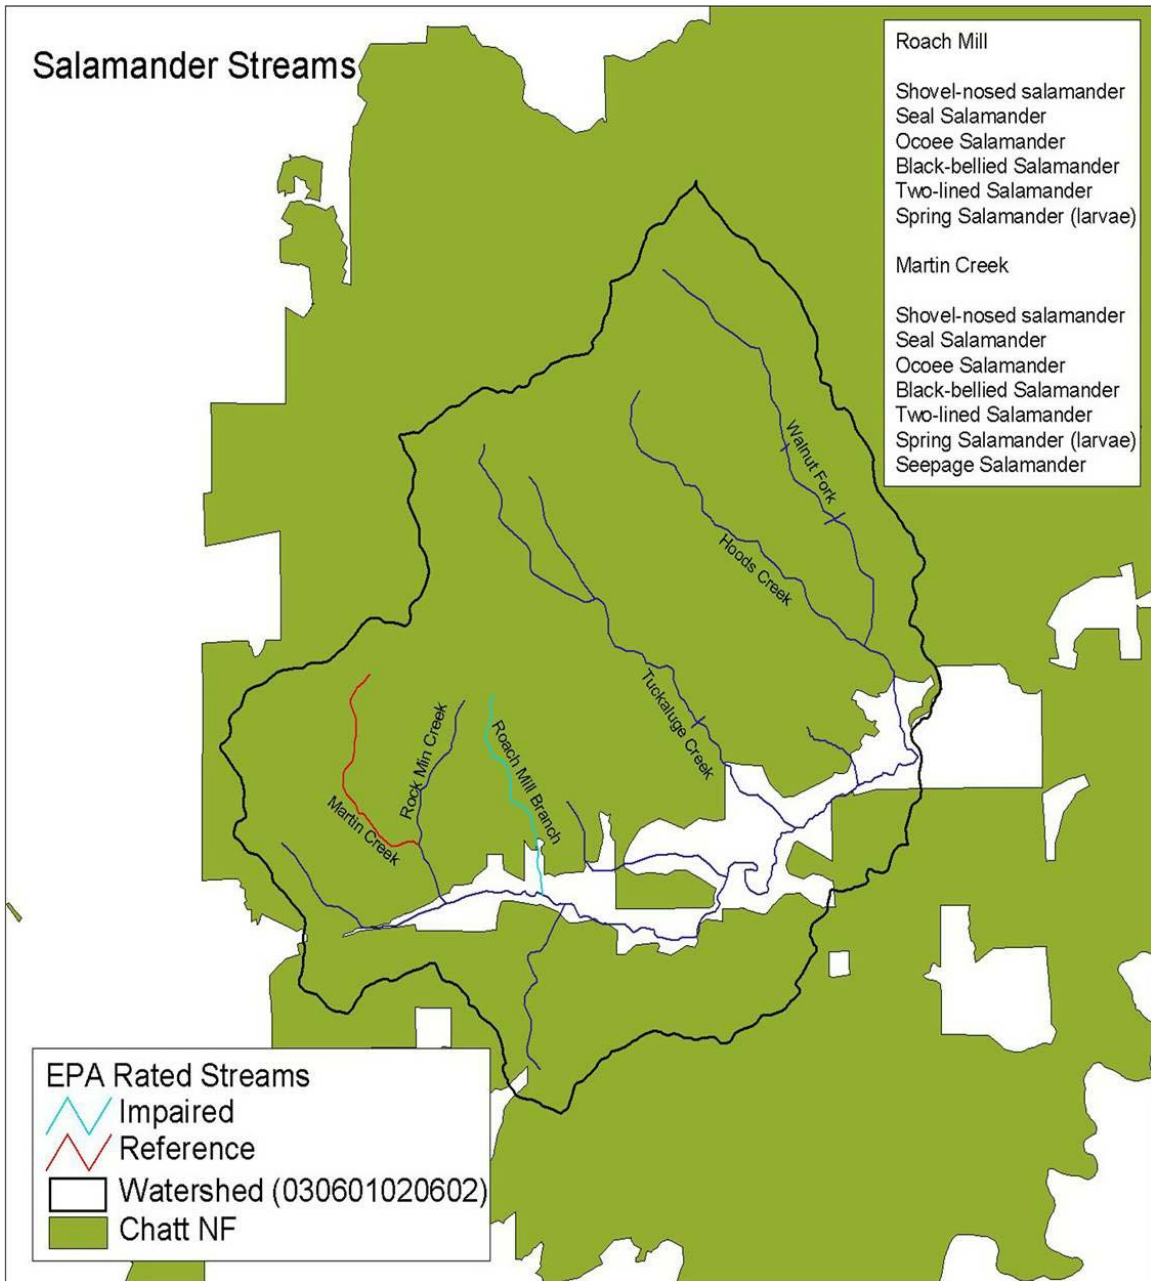 Salamander Streams
Roach Mill
Shovel-nosed salamander
Seal Salamander
Ocoee Salamander
Black-bellied Salamander
Two-lined Salamander
Spring Salamander (larvae)
Martin Creek
Shovel-nosed salamander
Seal Salamander
Ocoee Salamander
Black-bellied Salamander
Two-lined Salamander
Spring Salamander (larvae)
Seepage Salamander
Walnut Fork
Hoods Creek
Tuckaluge Creek
Roach Mill Branch
Rock Mtn Creek
Martin Creek
EPA Rated Streams
Impaired
Reference
Watershed (030601020602)
Chatt NF